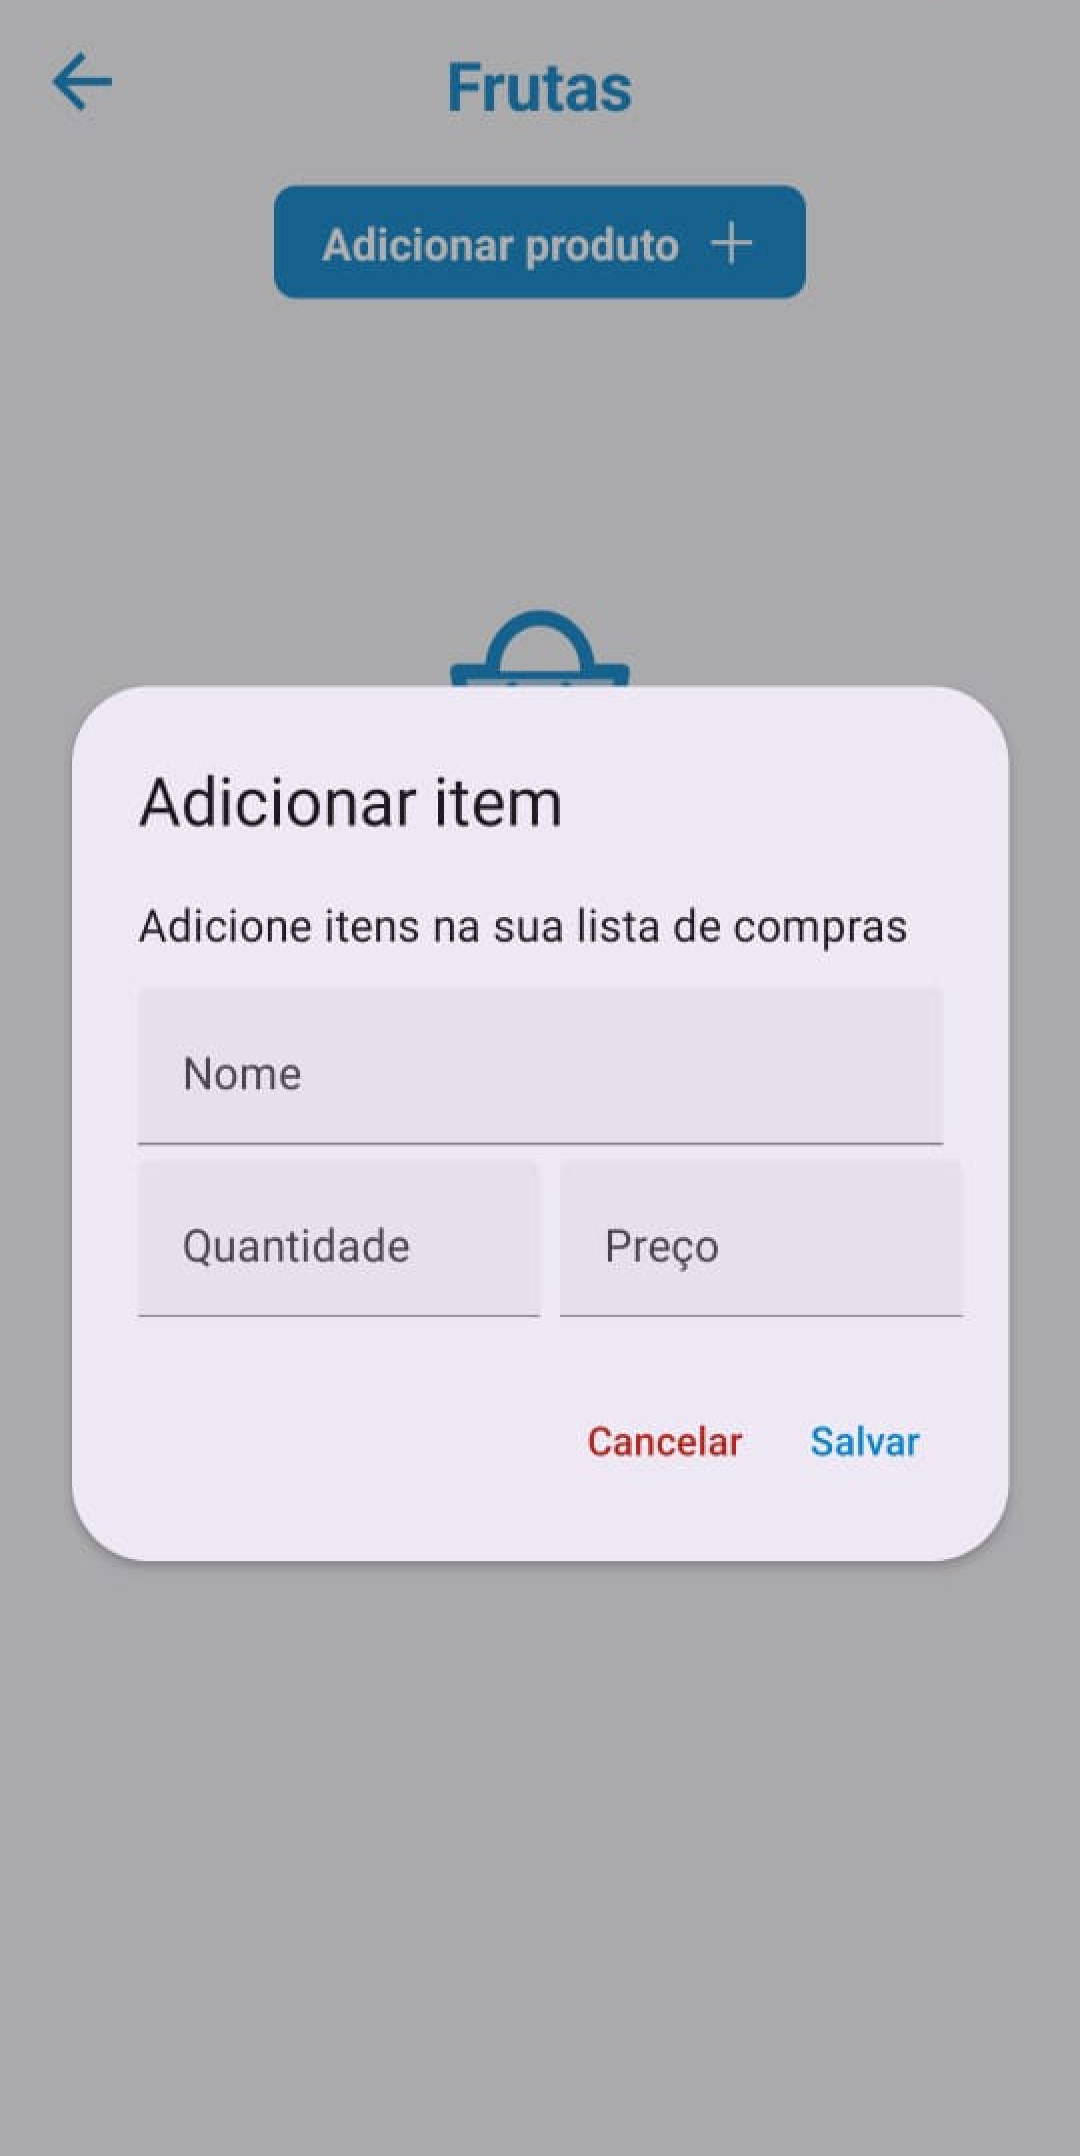 Frutas
Adicionar produto
Adicionar item
Adicione itens na sua lista de compras
Nome
Quantidade Preço
Cancelar Salvar